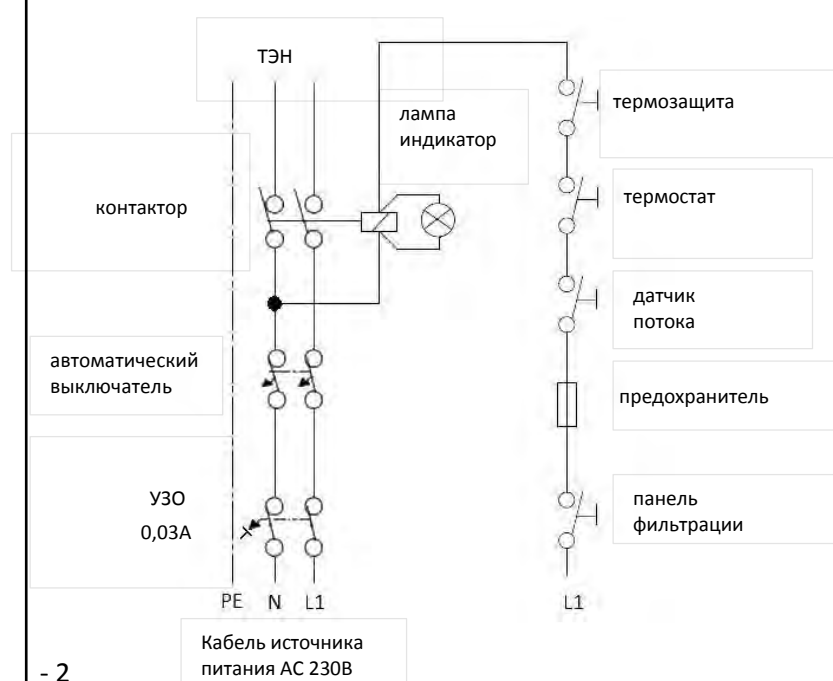 ТЭН
лампа
индикатор
термозащита
контактор
термостат
датчик
потока
автоматический
выключатель
предохранитель
УЗО
0,03А
панель
фильтрации
PE N L1
L1
Кабель источника
питания АС 230В
- 2